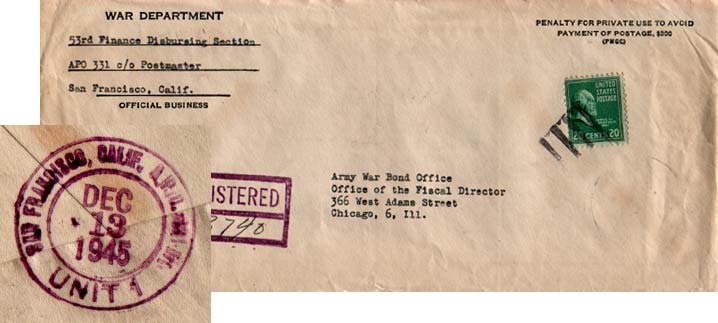 WAR DEPARTMENT
53rd Finance Disbursing Section
APO 331 c/o Postmaster
San Francisco, Calif.
OFFICIAL BUSINESS
PENALTY FOR PRIVATE USE TO AVOID
PAYMENT OF POSTAGE, $300
(PMGC)
UNITED
STATES
POSTAGE
20 CENTS 20
Army War Bond Office
Office of the Fiscal Director
366 West Adams Street
Chicago, 6, Ill.
ISTERED
3740
SAN FRANCISCO, CALIF.
DEC
13
1945
UNIT 1